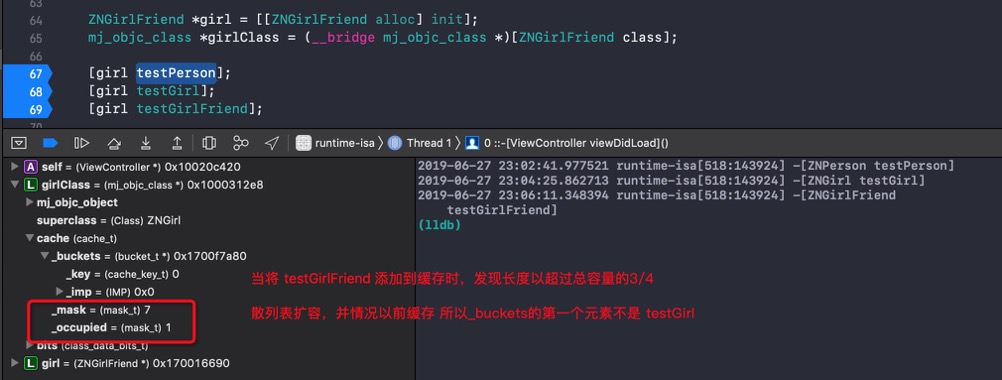 63
64 ZNGirlFriend *girl = [[ZNGirlFriend alloc] init];
65 mj_objc_class *girlClass = (__bridge mj_objc_class *)[ZNGirlFriend class];
66
67 [girl testPerson];
68 [girl testGirl];
69 [girl testGirlFriend];
70
runtime-isa Thread 1 0 ::-[ViewController viewDidLoad]()
A self = (ViewController *) 0x10020c420
L girlClass = (mj_objc_class *) 0x1000312e8
mj_objc_object
superclass = (Class) ZNGirl
cache (cache_t)
_buckets = (bucket_t *) 0x1700f7a80
_key = (cache_key_t) 0
_imp = (IMP) 0x0
_mask = (mask_t) 7
_occupied = (mask_t) 1
bits (class_data_bits_t)
L girl = (ZNGirlFriend *) 0x170016690
2019-06-27 23:02:41.977521 runtime-isa[518:143924] -[ZNPerson testPerson]
2019-06-27 23:04:25.862713 runtime-isa[518:143924] -[ZNGirl testGirl]
2019-06-27 23:06:11.348394 runtime-isa[518:143924] -[ZNGirlFriend
testGirlFriend]
(lldb)
当将 testGirlFriend 添加到缓存时，发现长度以超过总容量的3/4
散列表扩容，并情况以前缓存 所以_buckets的第一个元素不是 testGirl